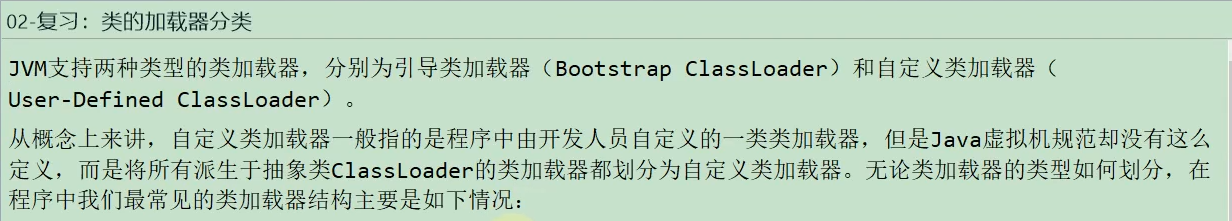 02-复习：类的加载器分类
JVM支持两种类型的类加载器，分别为引导类加载器（Bootstrap ClassLoader）和自定义类加载器（
User-Defined ClassLoader）。
从概念上来讲，自定义类加载器一般指的是程序中由开发人员自定义的一类类加载器，但是Java虚拟机规范却没有这么
定义，而是将所有派生于抽象类ClassLoader的类加载器都划分为自定义类加载器。无论类加载器的类型如何划分，在
程序中我们最常见的类加载器结构主要是如下情况：